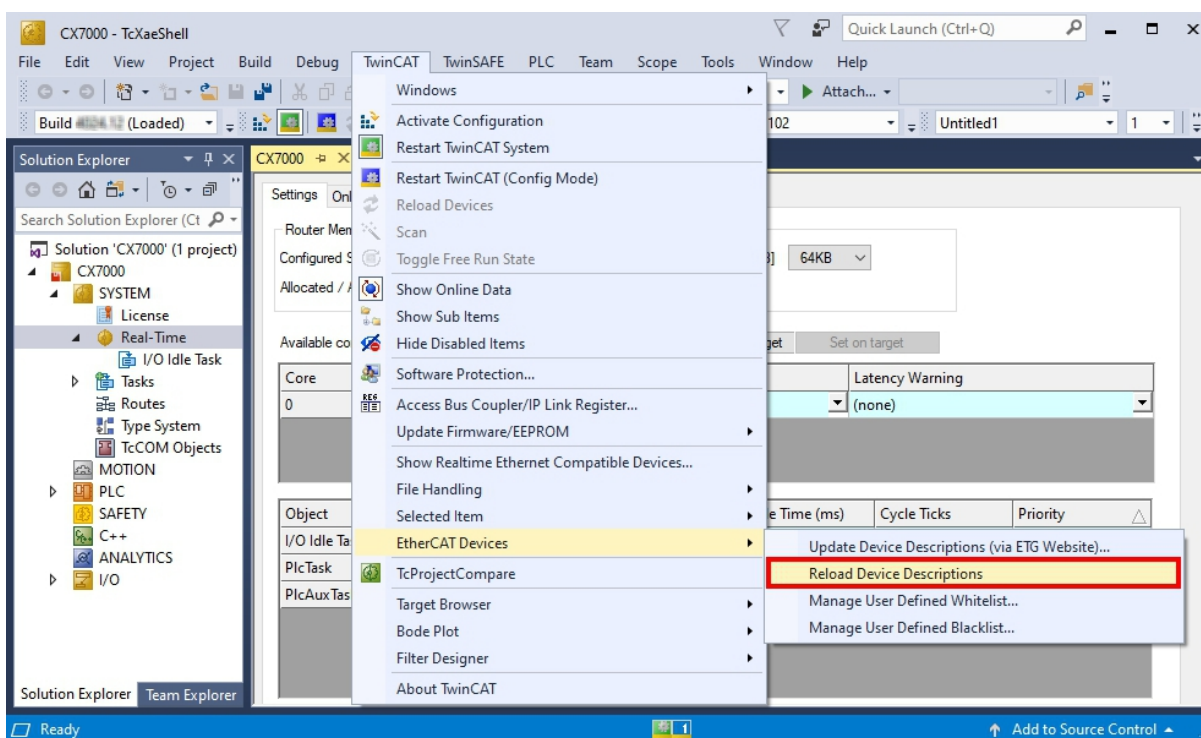 CX7000 - TcXaeShell
Quick Launch (Ctrl+Q)
File Edit View Project Build Debug TwinCAT TwinSAFE PLC Team Scope Tools Window Help
Attach...
Build (Loaded)
102
Untitled1
1
Solution Explorer
Search Solution Explorer (Ct
Solution 'CX7000' (1 project)
CX7000
SYSTEM
License
Real-Time
I/O Idle Task
Tasks
Routes
Type System
TcCOM Objects
MOTION
PLC
SAFETY
C++
ANALYTICS
I/O
Solution Explorer Team Explorer
CX7000
Settings Onl
Router Mem
Configured S
64KB
Allocated / A
Available co
get Set on target
Core
Latency Warning
0
(none)
Object
e Time (ms) Cycle Ticks Priority
I/O Idle Ta
PlcTask
PlcAuxTas
Windows
Activate Configuration
Restart TwinCAT System
Restart TwinCAT (Config Mode)
Reload Devices
Scan
Toggle Free Run State
Show Online Data
Show Sub Items
Hide Disabled Items
Software Protection...
REG
Access Bus Coupler/IP Link Register...
Update Firmware/EEPROM
Show Realtime Ethernet Compatible Devices...
File Handling
Selected Item
EtherCAT Devices
TcProjectCompare
Target Browser
Bode Plot
Filter Designer
About TwinCAT
Update Device Descriptions (via ETG Website)...
Reload Device Descriptions
Manage User Defined Whitelist...
Manage User Defined Blacklist...
Ready
1
Add to Source Control